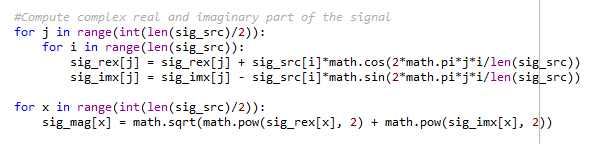 #Compute complex real and imaginary part of the signal
for j in range(int(len(sig_src)/2)):
    for i in range(len(sig_src)):
        sig_rex[j] = sig_rex[j] + sig_src[i]*math.cos(2*math.pi*j*i/len(sig_src))
        sig_imx[j] = sig_imx[j] - sig_src[i]*math.sin(2*math.pi*j*i/len(sig_src))
for x in range(int(len(sig_src)/2)):
    sig_mag[x] = math.sqrt(math.pow(sig_rex[x], 2) + math.pow(sig_imx[x], 2))